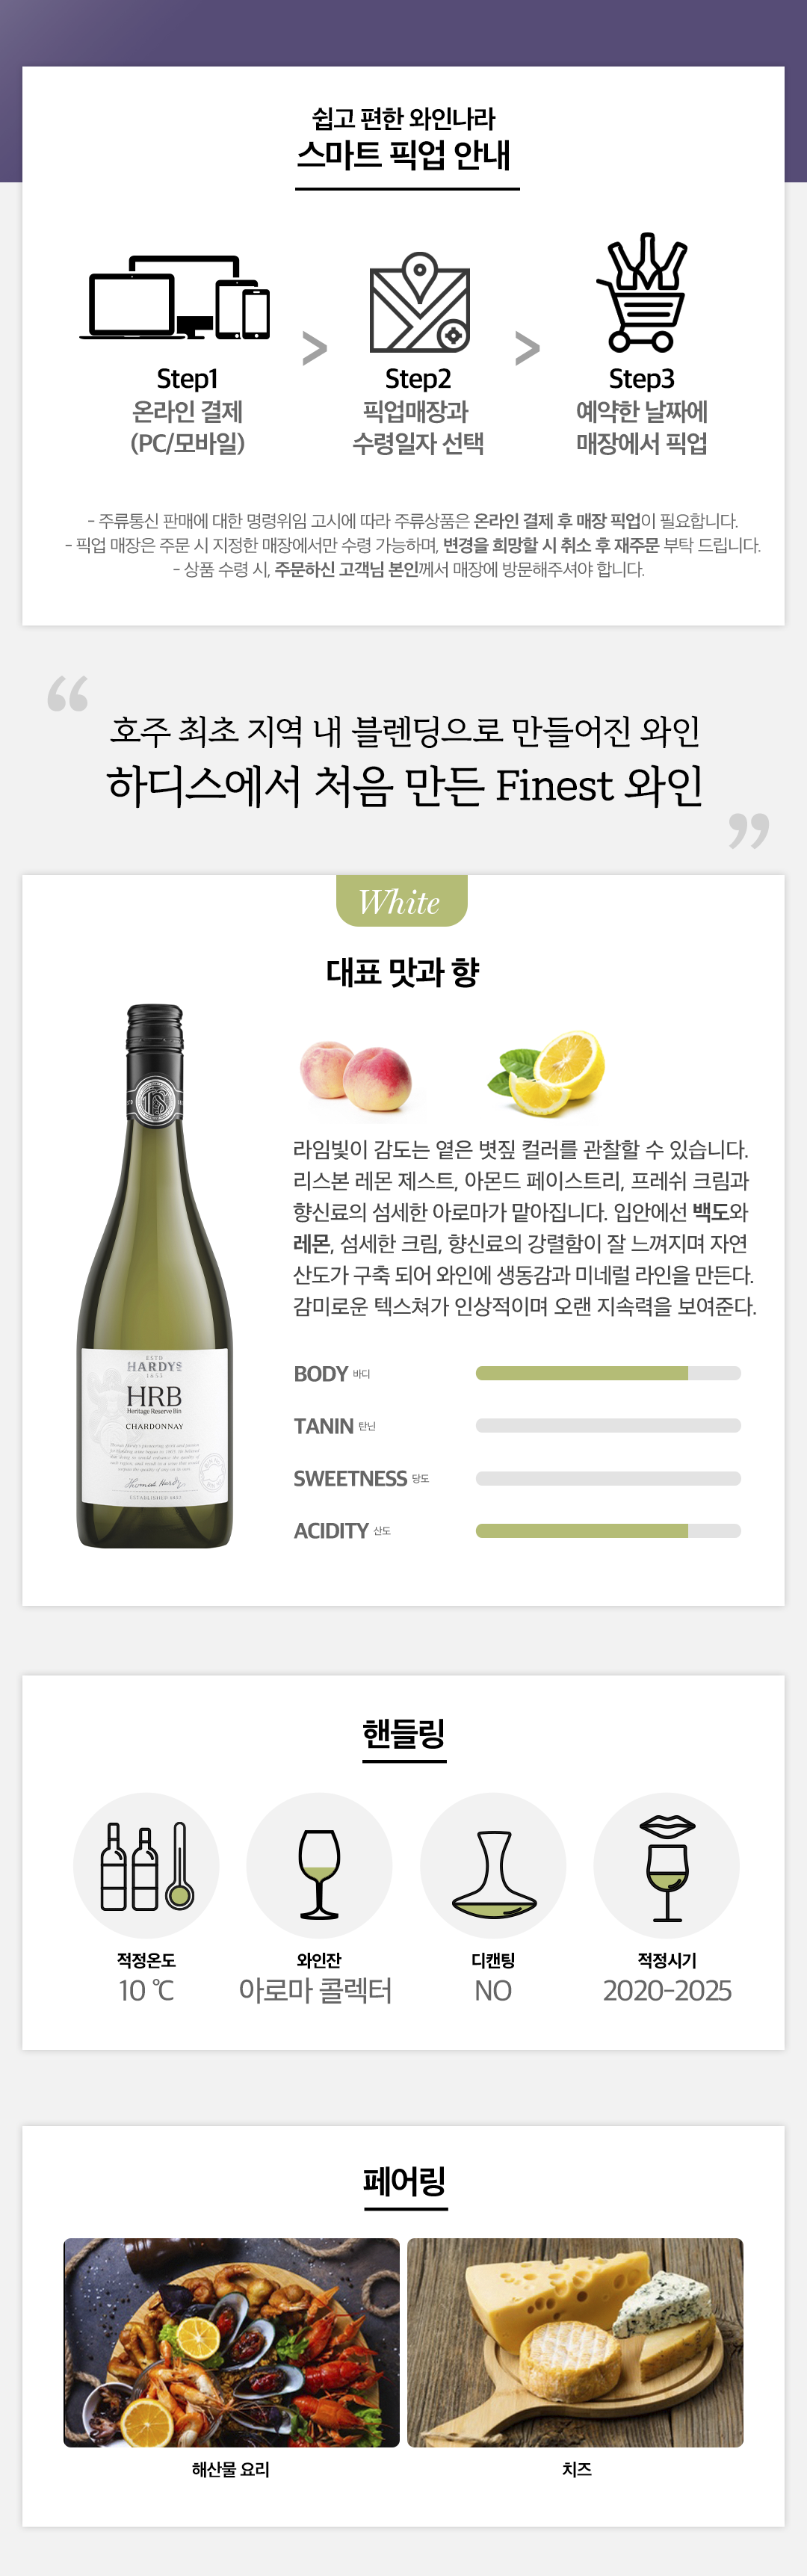 쉽고 편한 와인나라
스마트 픽업 안내
Step1
온라인 결제
(PC/모바일)
>
Step2
픽업매장과
수령일자 선택
>
Step3
예약한 날짜에
매장에서 픽업
- 주류통신 판매에 대한 명령위임 고시에 따라 주류상품은 온라인 결제 후 매장 픽업이 필요합니다.
- 픽업 매장은 주문 시 지정한 매장에서만 수령 가능하며, 변경을 희망할 시 취소 후 재주문 부탁 드립니다.
- 상품 수령 시, 주문하신 고객님 본인께서 매장에 방문해주셔야 합니다.
“
호주 최초 지역 내 블렌딩으로 만들어진 와인
하디스에서 처음 만든 Finest 와인
”
White
대표 맛과 향
라임빛이 감도는 옅은 볏짚 컬러를 관찰할 수 있습니다.
리스본 레몬 제스트, 아몬드 페이스트리, 프레쉬 크림과
향신료의 섬세한 아로마가 맡아집니다. 입안에선 백도와
레몬, 섬세한 크림, 향신료의 강렬함이 잘 느껴지며 자연
산도가 구축 되어 와인에 생동감과 미네럴 라인을 만든다.
감미로운 텍스쳐가 인상적이며 오랜 지속력을 보여준다.
ESTD
HARDYS
1853
HRB
Heritage Reserve Bin
CHARDONNAY
Thomas Hardy
BODY 바디
TANIN 탄닌
SWEETNESS 당도
ACIDITY 산도
핸들링
적정온도
10 ℃
와인잔
아로마 콜렉터
디캔팅
NO
적정시기
2020-2025
페어링
해산물 요리
치즈